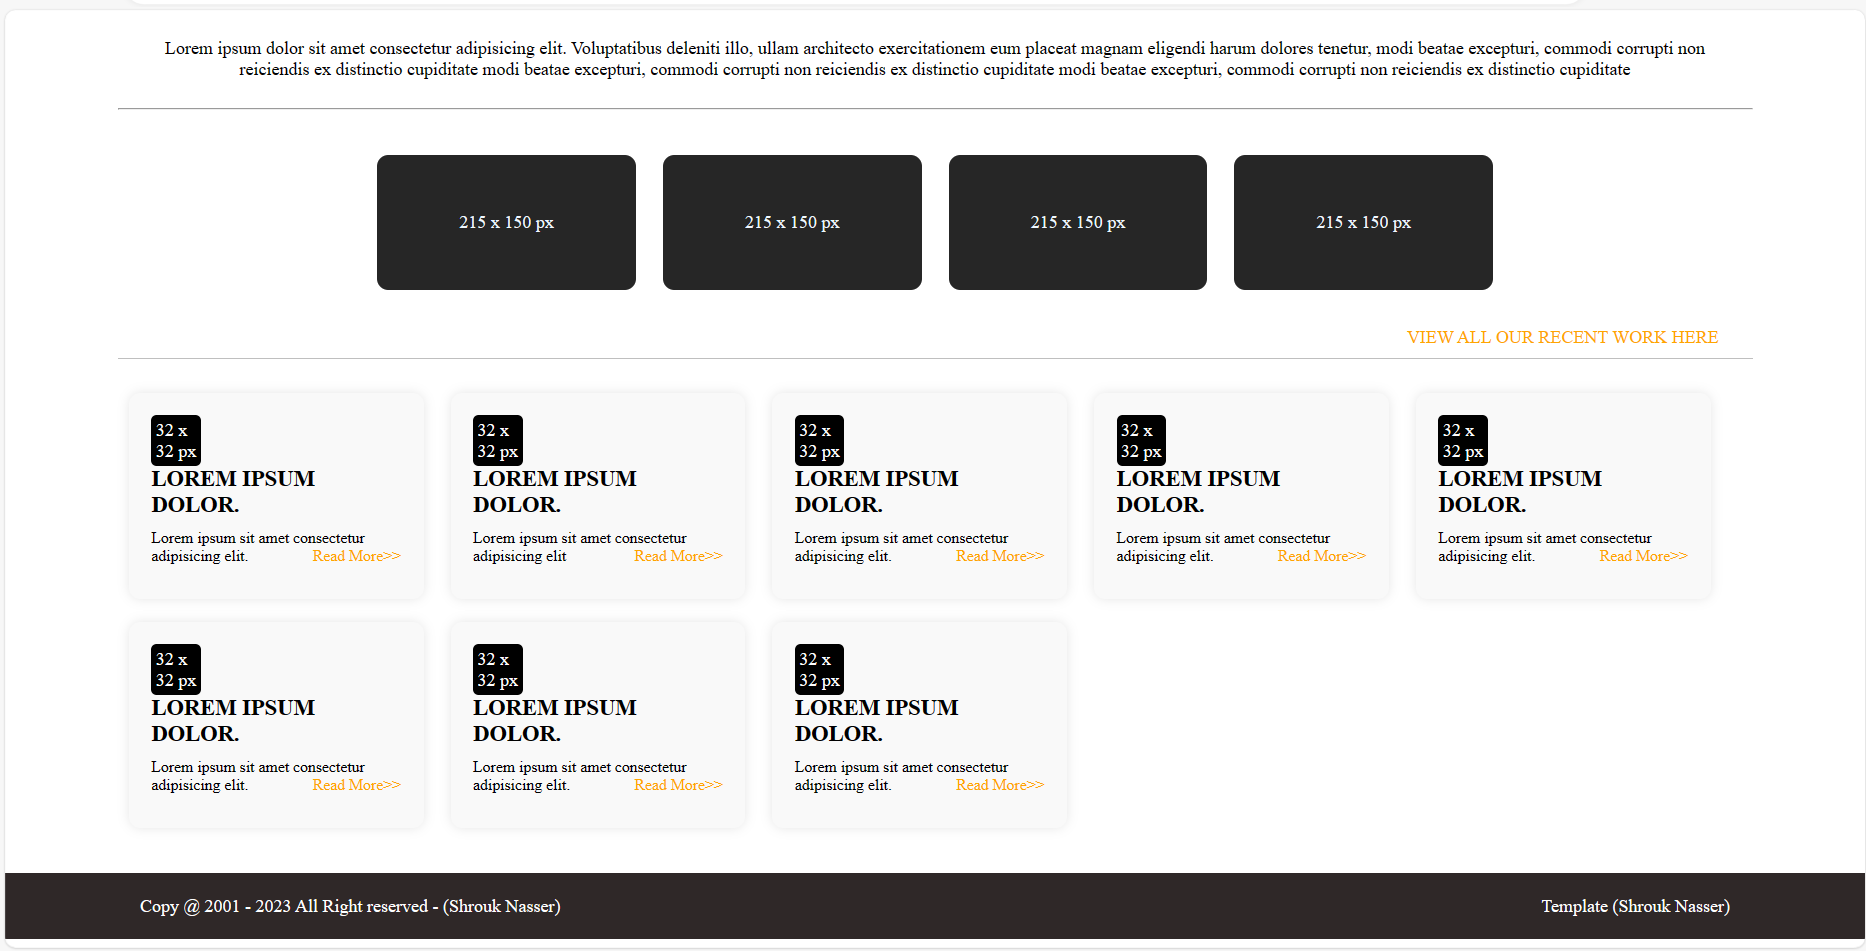 Lorem ipsum dolor sit amet consectetur adipisicing elit. Voluptatibus deleniti illo, ullam architecto exercitationem eum placeat magnam eligendi harum dolores tenetur, modi beatae excepturi, commodi corrupti non
reiciendis ex distinctio cupiditate modi beatae excepturi, commodi corrupti non reiciendis ex distinctio cupiditate modi beatae excepturi, commodi corrupti non reiciendis ex distinctio cupiditate
215 x 150 px
215 x 150 px
215 x 150 px
215 x 150 px
VIEW ALL OUR RECENT WORK HERE
32 x
32 px
LOREM IPSUM
DOLOR.
Lorem ipsum sit amet consectetur
adipisicing elit. Read More>>
32 x
32 px
LOREM IPSUM
DOLOR.
Lorem ipsum sit amet consectetur
adipisicing elit Read More>>
32 x
32 px
LOREM IPSUM
DOLOR.
Lorem ipsum sit amet consectetur
adipisicing elit. Read More>>
32 x
32 px
LOREM IPSUM
DOLOR.
Lorem ipsum sit amet consectetur
adipisicing elit. Read More>>
32 x
32 px
LOREM IPSUM
DOLOR.
Lorem ipsum sit amet consectetur
adipisicing elit. Read More>>
32 x
32 px
LOREM IPSUM
DOLOR.
Lorem ipsum sit amet consectetur
adipisicing elit. Read More>>
32 x
32 px
LOREM IPSUM
DOLOR.
Lorem ipsum sit amet consectetur
adipisicing elit. Read More>>
32 x
32 px
LOREM IPSUM
DOLOR.
Lorem ipsum sit amet consectetur
adipisicing elit. Read More>>
Copy @ 2001 - 2023 All Right reserved - (Shrouk Nasser)
Template (Shrouk Nasser)